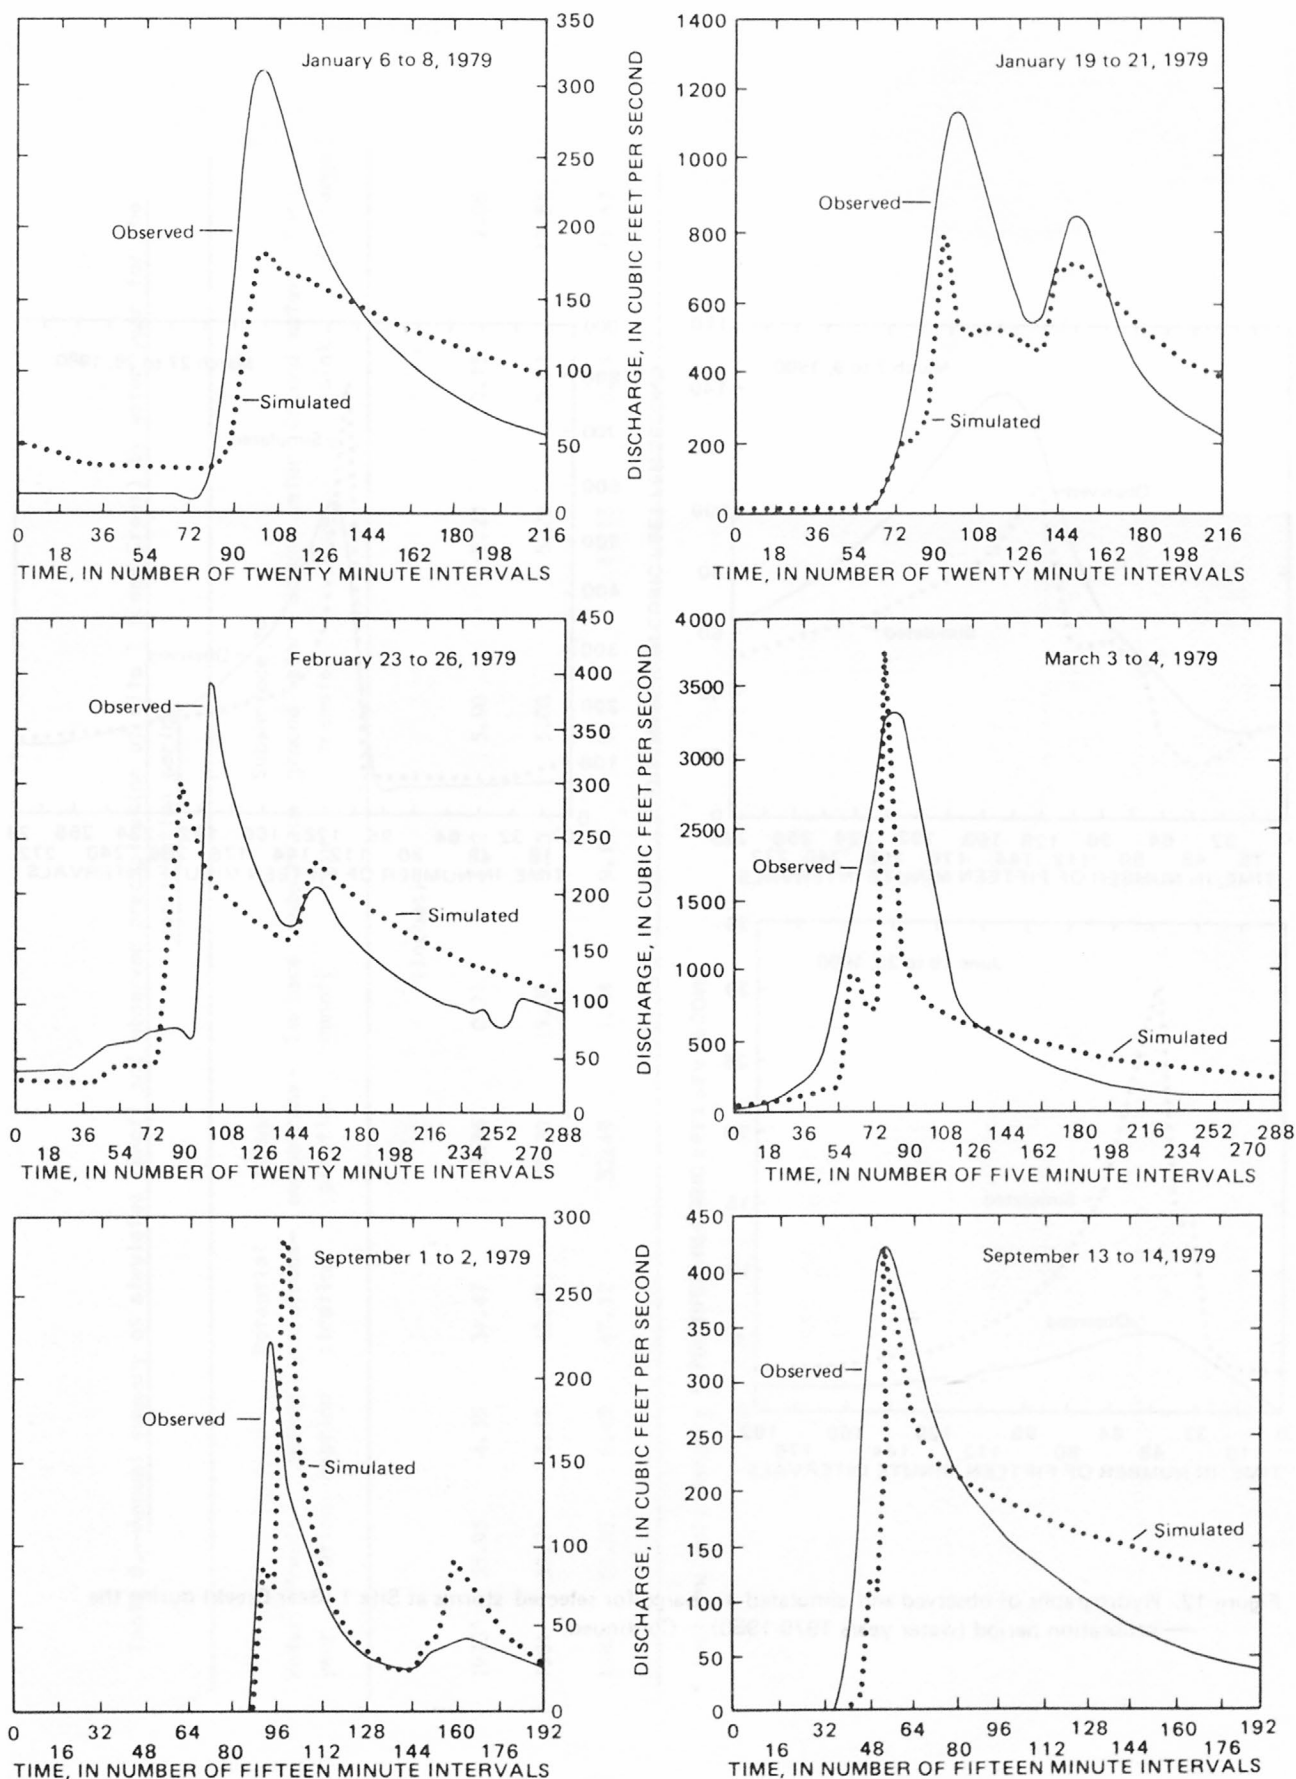 350
January 6 to 8, 1979
300
250
Observed
200
150
Simulated
100
50
0
0 36 72 108 144 180 216
18 54 90 126 162 198
TIME, IN NUMBER OF TWENTY MINUTE INTERVALS
DISCHARGE, IN CUBIC FEET PER SECOND
1400
January 19 to 21, 1979
1200
1000
Observed
800
600
400
Simulated
200
0
0 36 72 108 144 180 216
18 54 90 126 162 198
TIME, IN NUMBER OF TWENTY MINUTE INTERVALS
450
February 23 to 26, 1979
400
Observed
350
300
250
200
Simulated
150
100
50
0
0 36 72 108 144 180 216 252 288
18 54 90 126 162 198 234 270
TIME, IN NUMBER OF TWENTY MINUTE INTERVALS
DISCHARGE, IN CUBIC FEET PER SECOND
4000
March 3 to 4, 1979
3500
3000
2500
Observed
1500
1000
Simulated
500
0
0 36 72 108 144 180 216 252 288
18 54 90 126 162 198 234 270
TIME, IN NUMBER OF FIVE MINUTE INTERVALS
300
September 1 to 2, 1979
250
200
Observed
150
Simulated
100
50
0
0 32 64 96 128 160 192
16 48 80 112 144 176
TIME, IN NUMBER OF FIFTEEN MINUTE INTERVALS
DISCHARGE, IN CUBIC FEET PER SECOND
450
September 13 to 14,1979
400
350
Observed
300
250
200
Simulated
150
100
50
0
0 32 64 96 128 160 192
16 48 80 112 144 176
TIME, IN NUMBER OF FIFTEEN MINUTE INTERVALS